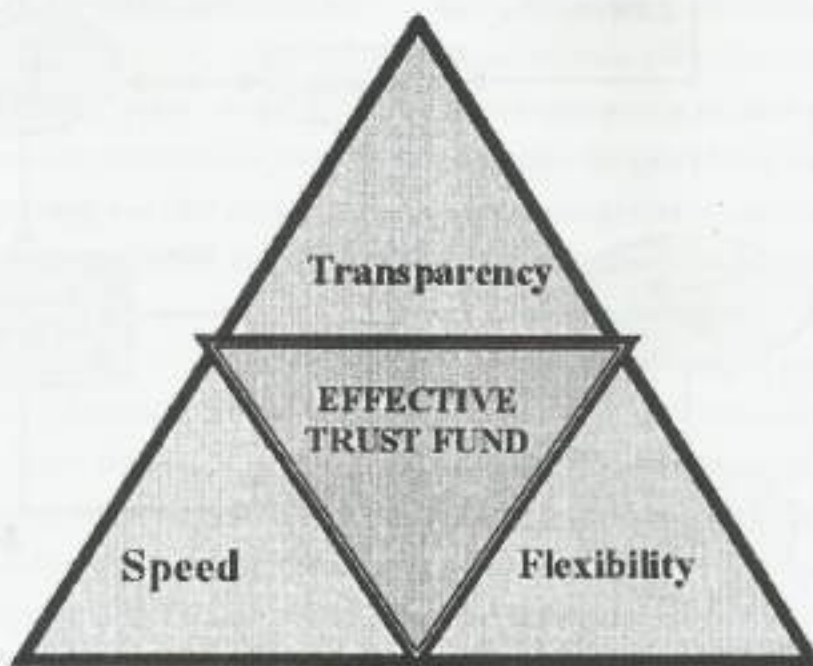 Transparency
EFFECTIVE
TRUST FUND
Speed
Flexibility